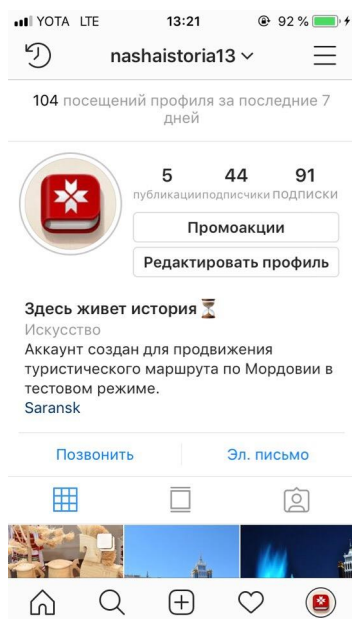 YOTA LTE 13:21 92 %
nashaistoria13
104 посещений профиля за последние 7
дней
5 44 91
публикации подписчики подписки
Промоакции
Редактировать профиль
Здесь живет история
Искусство
Аккаунт создан для продвижения
туристического маршрута по Мордовии в
тестовом режиме.
Saransk
Позвонить Эл. письмо